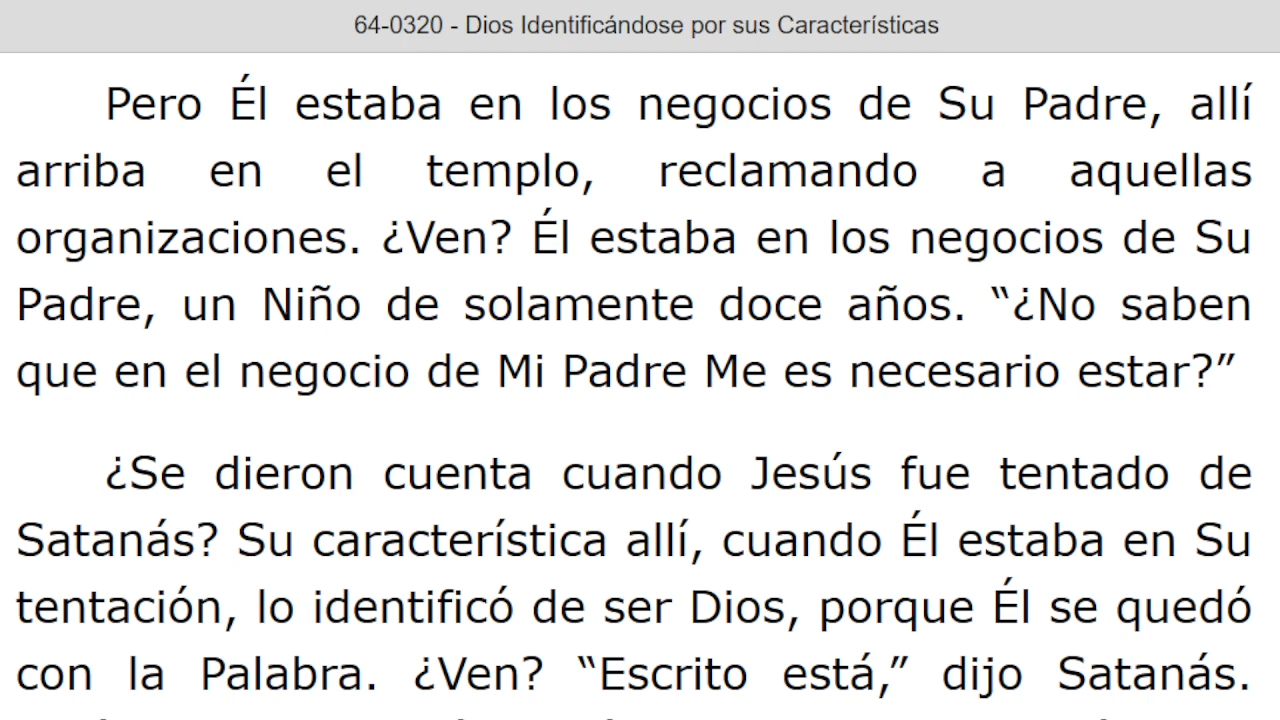 64-0320 - Dios Identificándose por sus Características
Pero Él estaba en los negocios de Su Padre, allí
arriba en el templo, reclamando a aquellas
organizaciones. ¿Ven? Él estaba en los negocios de Su
Padre, un Niño de solamente doce años. “¿No saben
que en el negocio de Mi Padre Me es necesario estar?”
¿Se dieron cuenta cuando Jesús fue tentado de
Satanás? Su característica allí, cuando Él estaba en Su
tentación, lo identificó de ser Dios, porque Él se quedó
con la Palabra. ¿Ven? “Escrito está,” dijo Satanás.